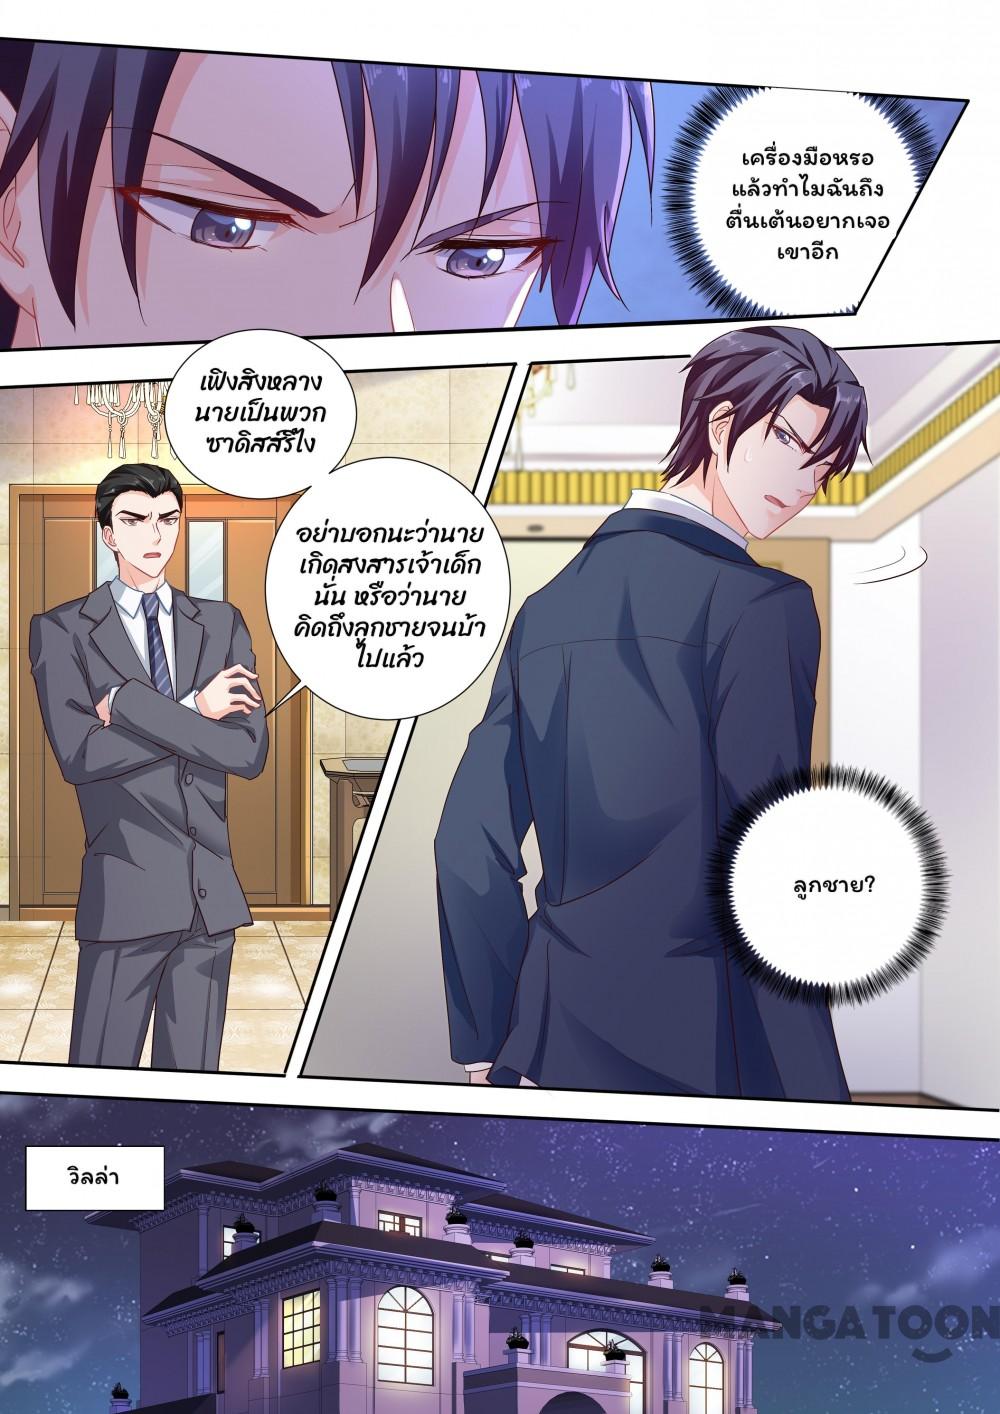 เครื่องมือหรอ
แล้วทำไมฉันถึง
ตื่นเต้นอยากเจอ
เขาอีก
เฟิงสิงหลาง
นายเป็นพวก
ซาดิสส์รึไง
อย่าบอกนะว่านาย
เกิดสงสารเจ้าเด็ก
นั่น หรือว่านาย
คิดถึงลูกชายจนบ้า
ไปแล้ว
ลูกชาย?
วิลล่า
MANGATOON